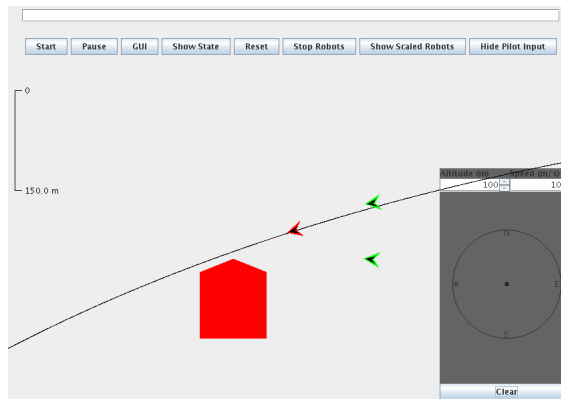 Start Pause GUI Show State Reset Stop Robots Show Scaled Robots Hide Pilot Input
0
150.0 m
Altitude (m) Speed (m/s)
100 10
N
W E
S
Clear